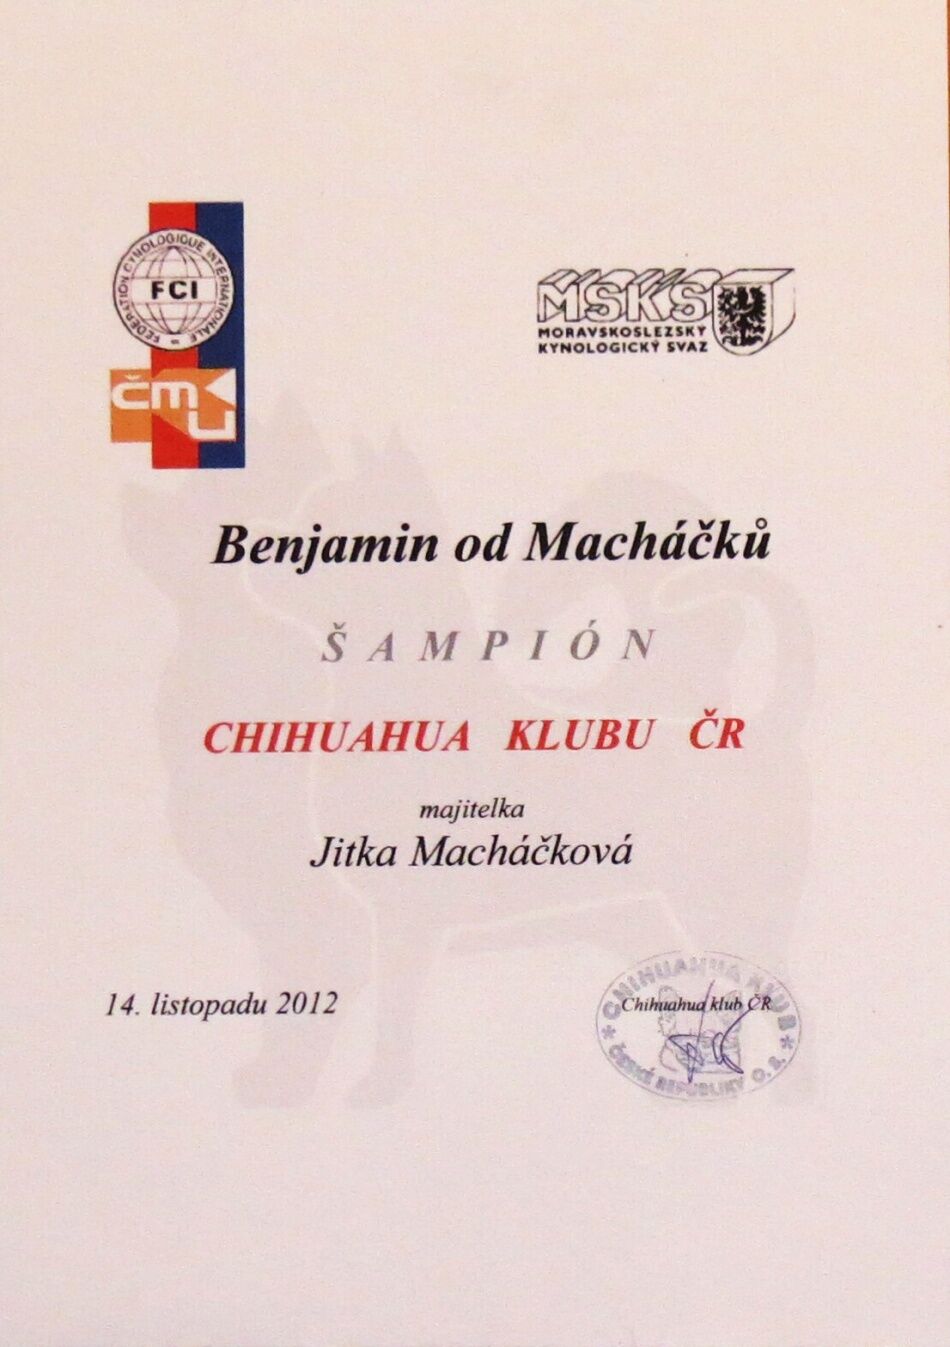 FEDERATION CYNOLOGIQUE INTERNATIONALE
FCI
čmku
MSKS
MORAVSKOSLEZSKÝ
KYNOLOGICKÝ SVAZ
Benjamin od Macháčků
ŠAMPIÓN
CHIHUAHUA KLUBU ČR
majitelka
Jitka Macháčková
14. listopadu 2012
CHIHUAHUA KLUB
Chihuahua klub ČR
ČESKÉ REPUBLIKY O. S.